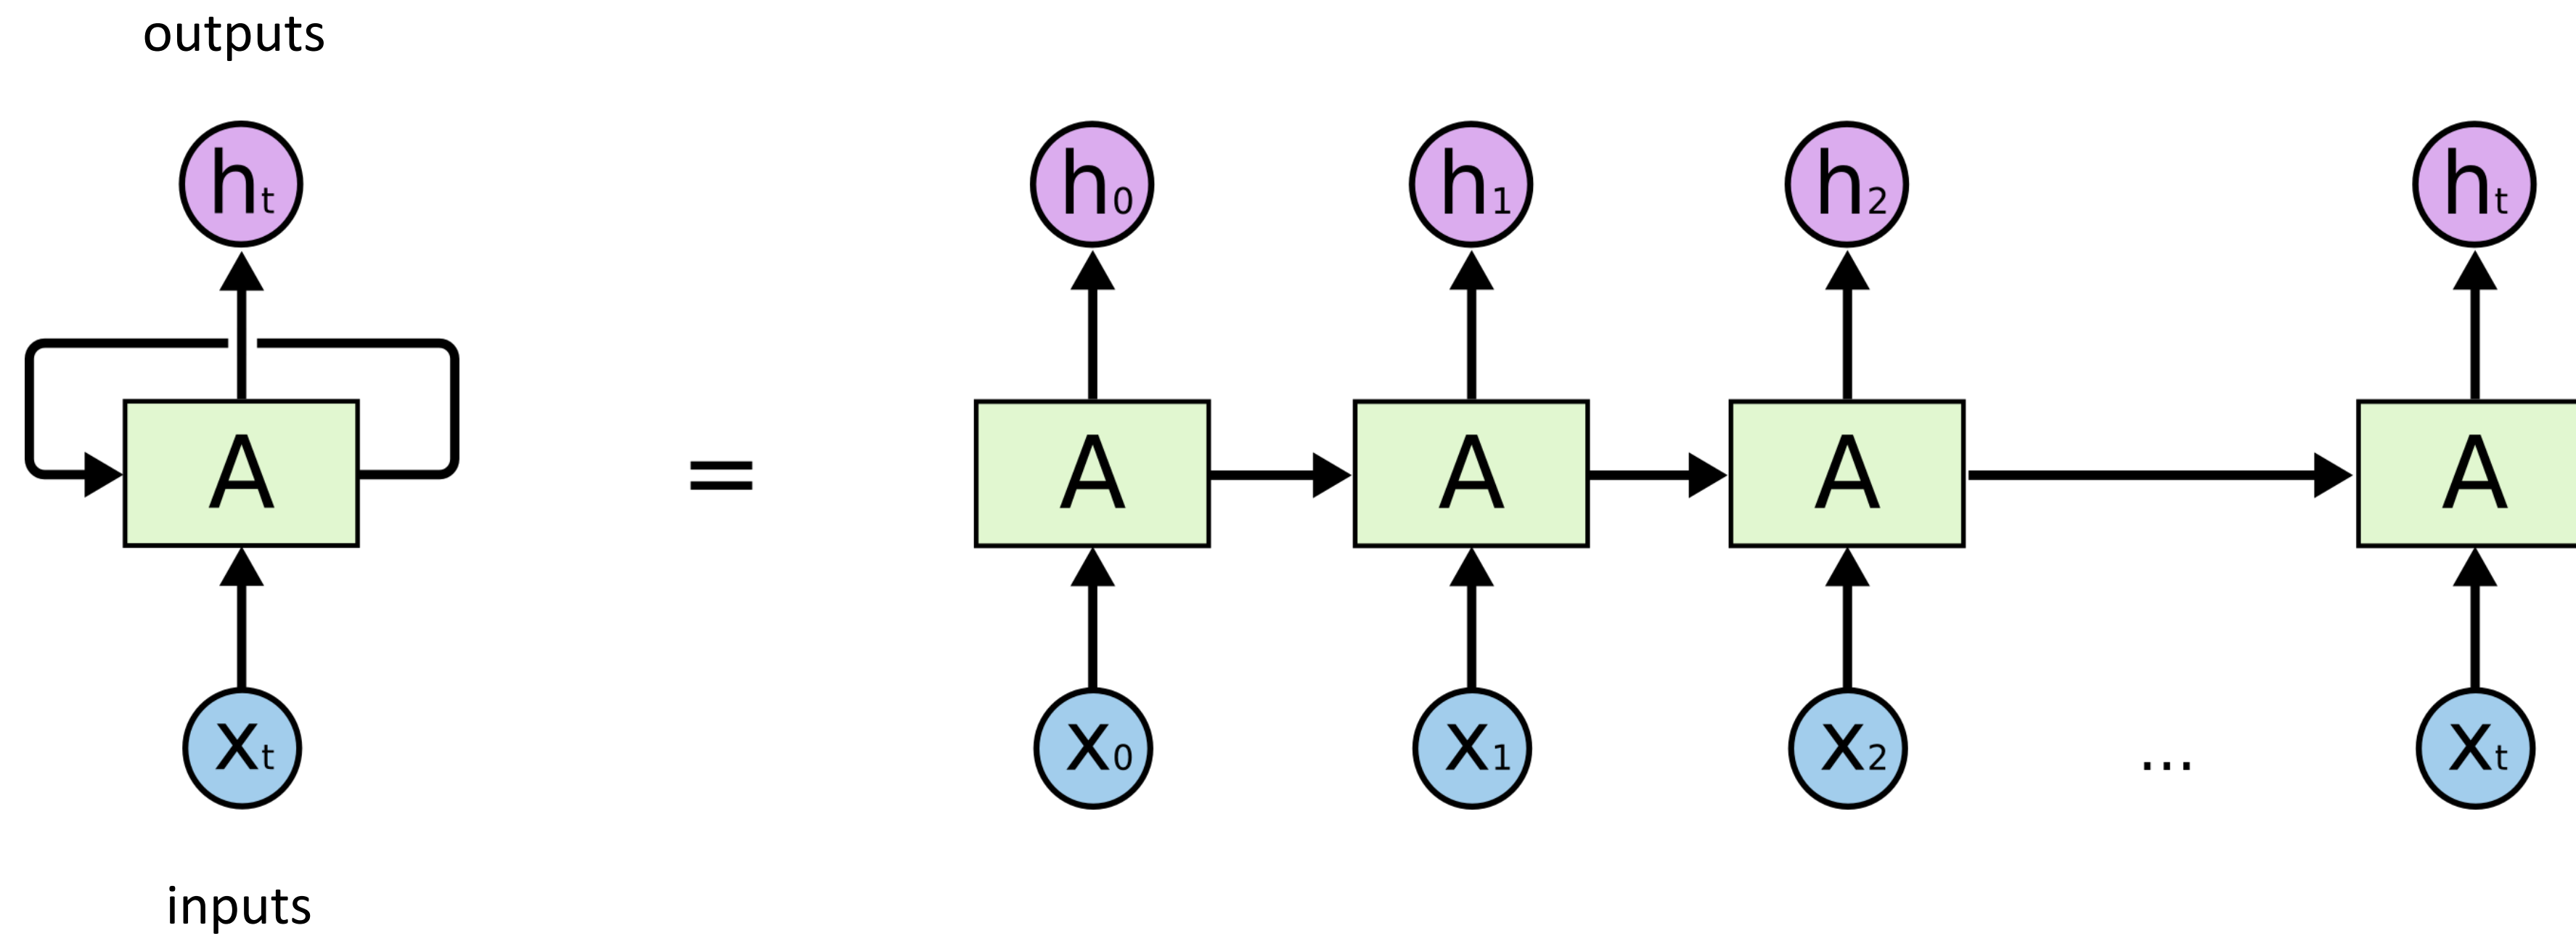 outputs
ht h0 h1 h2 ht
A = A A A A
xt x0 x1 x2 ... xt
inputs